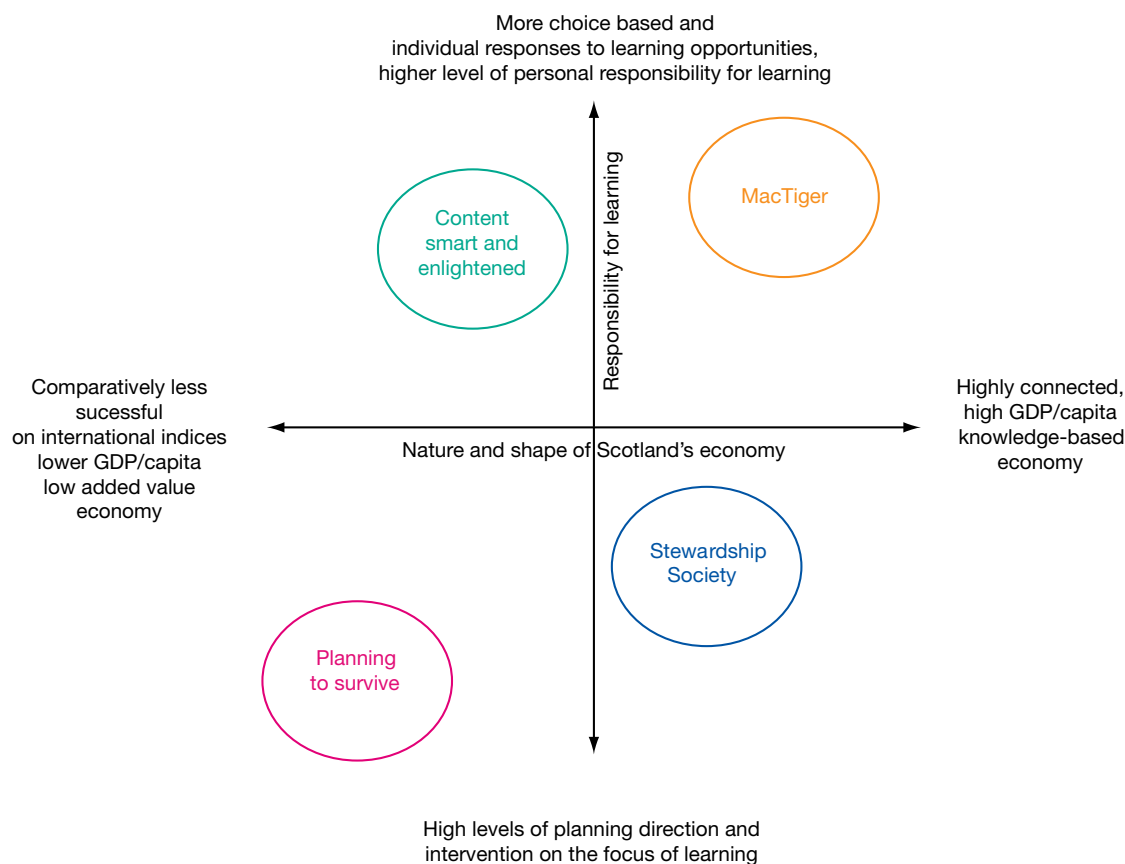 More choice based and
individual responses to learning opportunities,
higher level of personal responsibility for learning
Responsibility for learning
MacTiger
Content
smart and
enlightened
Comparatively less
sucessful
on international indices
lower GDP/capita
low added value
economy
Nature and shape of Scotland's economy
Highly connected,
high GDP/capita
knowledge-based
economy
Stewardship
Society
Planning
to survive
High levels of planning direction and
intervention on the focus of learning